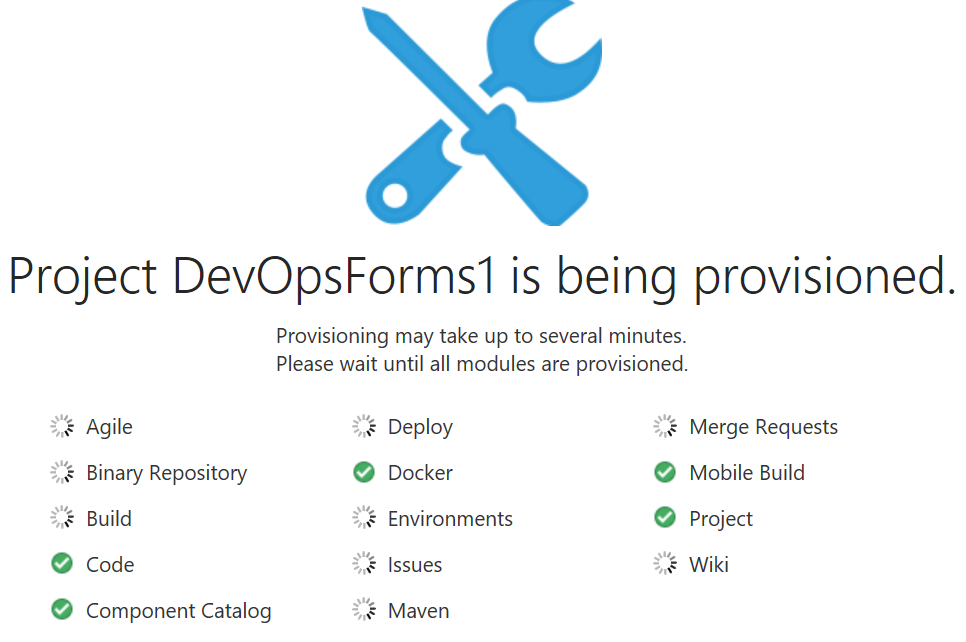 Project DevOpsForms1 is being provisioned.
Provisioning may take up to several minutes.
Please wait until all modules are provisioned.
Agile
Binary Repository
Build
Code
Component Catalog
Deploy
Docker
Environments
Issues
Maven
Merge Requests
Mobile Build
Project
Wiki